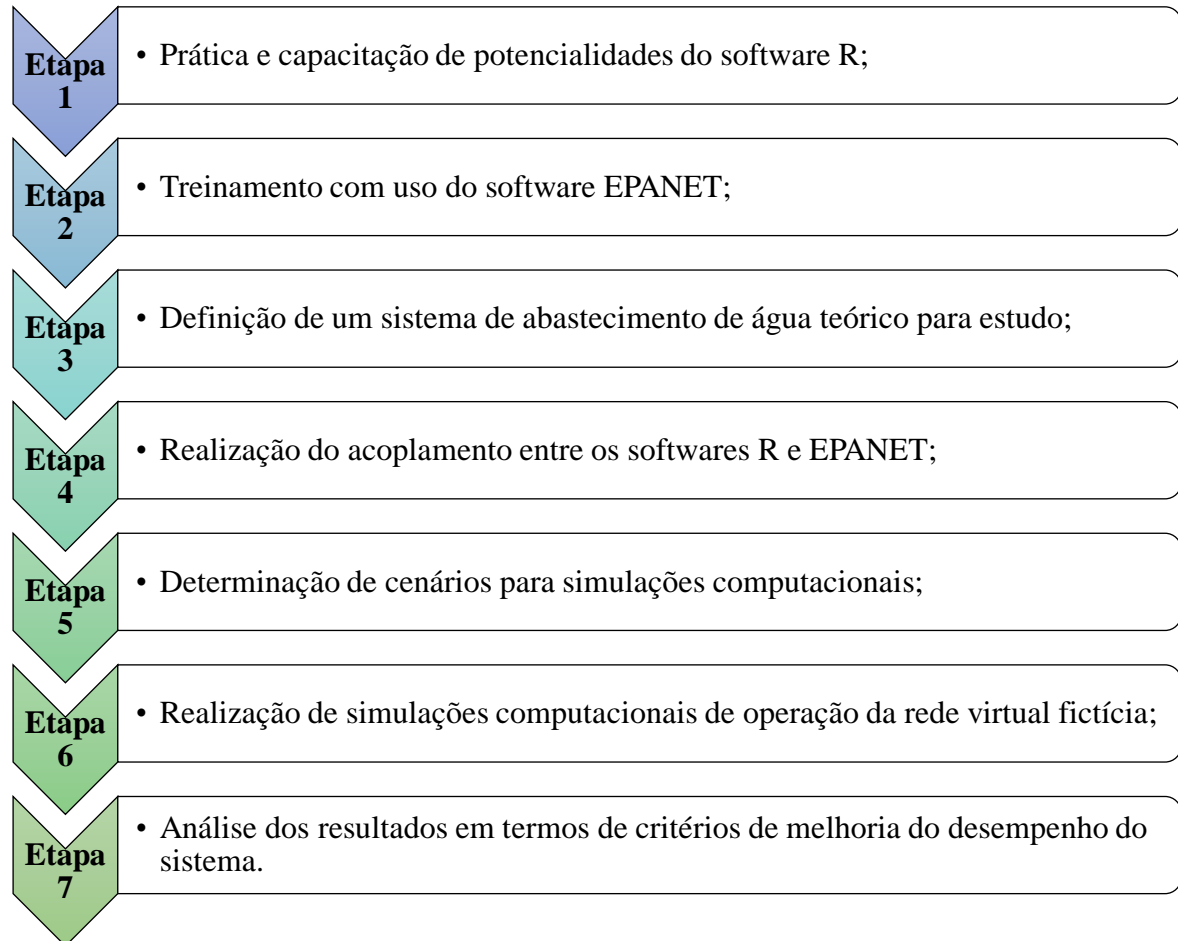 Etapa
1
• Prática e capacitação de potencialidades do software R;
Etapa
2
• Treinamento com uso do software EPANET;
Etapa
3
• Definição de um sistema de abastecimento de água teórico para estudo;
Etapa
4
• Realização do acoplamento entre os softwares R e EPANET;
Etapa
5
• Determinação de cenários para simulações computacionais;
Etapa
6
• Realização de simulações computacionais de operação da rede virtual fictícia;
Etapa
7
• Análise dos resultados em termos de critérios de melhoria do desempenho do
sistema.